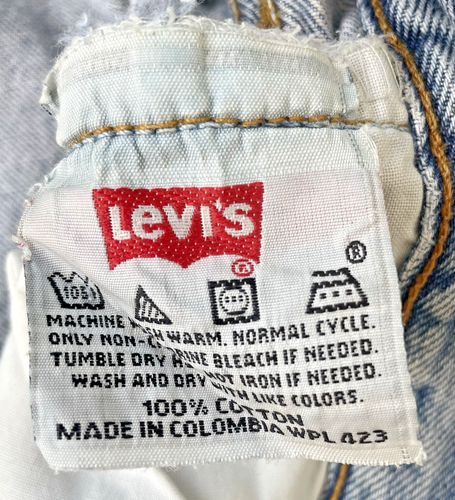 Levi's
®
®
105F
MACHINE WARM, NORMAL CYCLE.
ONLY NON- BLEACH IF NEEDED.
TUMBLE DRY IRON IF NEEDED.
WASH AND DRY WITH LIKE COLORS.
100% COTTON
MADE IN COLOMBIA WPL 423